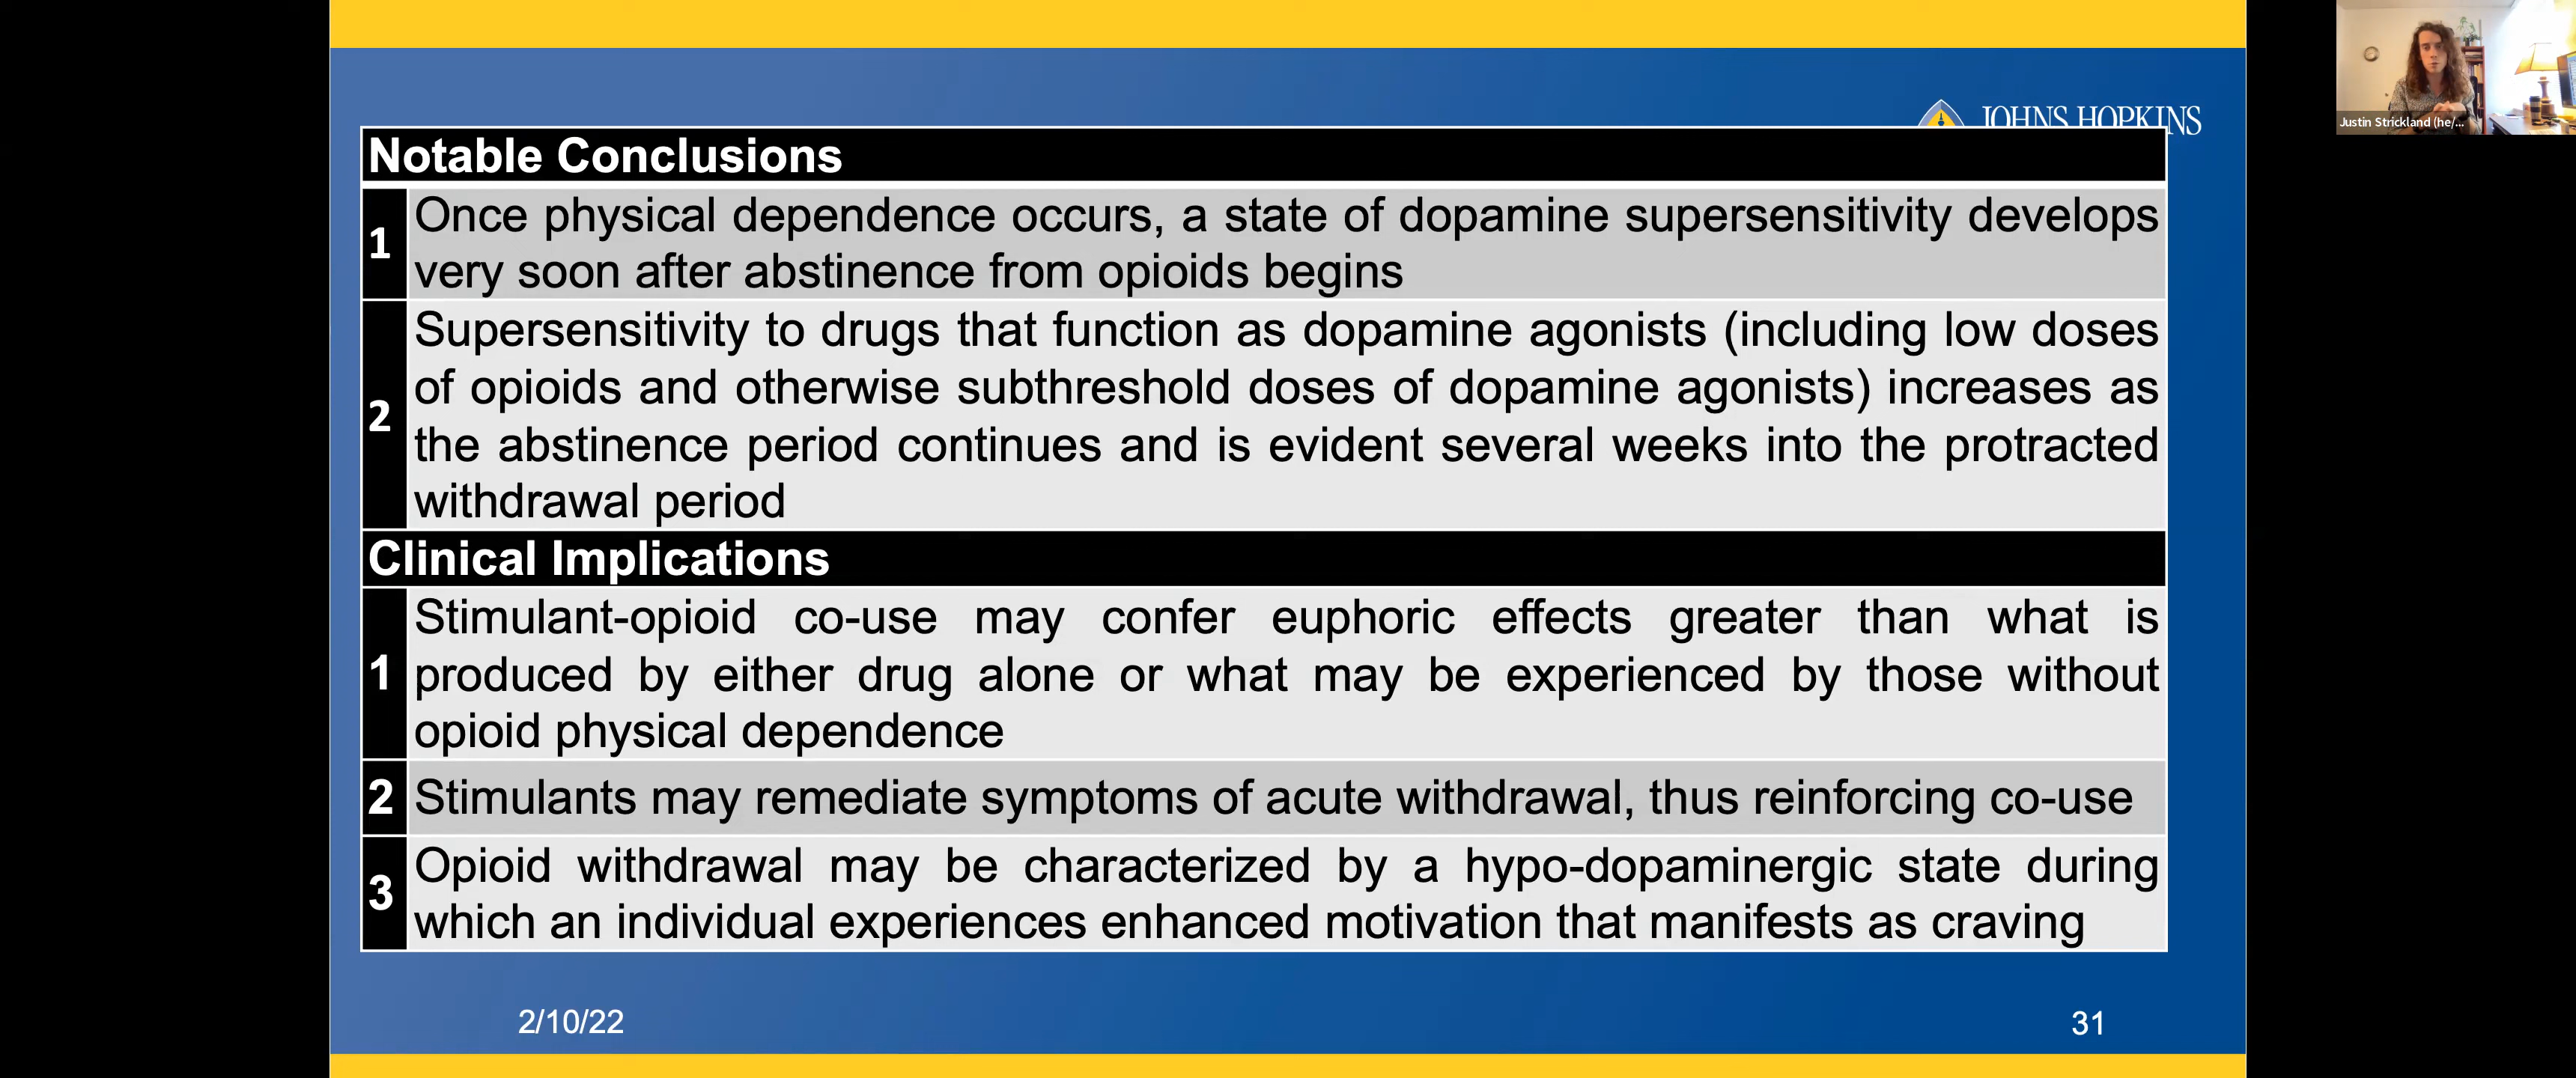 JOHNS HOPKINS
Justin Strickland (he/...
Notable Conclusions
1
Once physical dependence occurs, a state of dopamine supersensitivity develops
very soon after abstinence from opioids begins
2
Supersensitivity to drugs that function as dopamine agonists (including low doses
of opioids and otherwise subthreshold doses of dopamine agonists) increases as
the abstinence period continues and is evident several weeks into the protracted
withdrawal period
Clinical Implications
1
Stimulant-opioid co-use may confer euphoric effects greater than what is
produced by either drug alone or what may be experienced by those without
opioid physical dependence
2
Stimulants may remediate symptoms of acute withdrawal, thus reinforcing co-use
3
Opioid withdrawal may be characterized by a hypo-dopaminergic state during
which an individual experiences enhanced motivation that manifests as craving
2/10/22
31